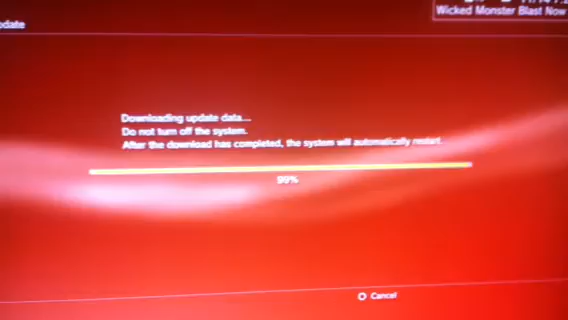 pdate
Wicked Monster Blast Now
Downloading update data...
Do not turn off the system.
After the download has completed, the system will automatically restart.
99%
Cancel